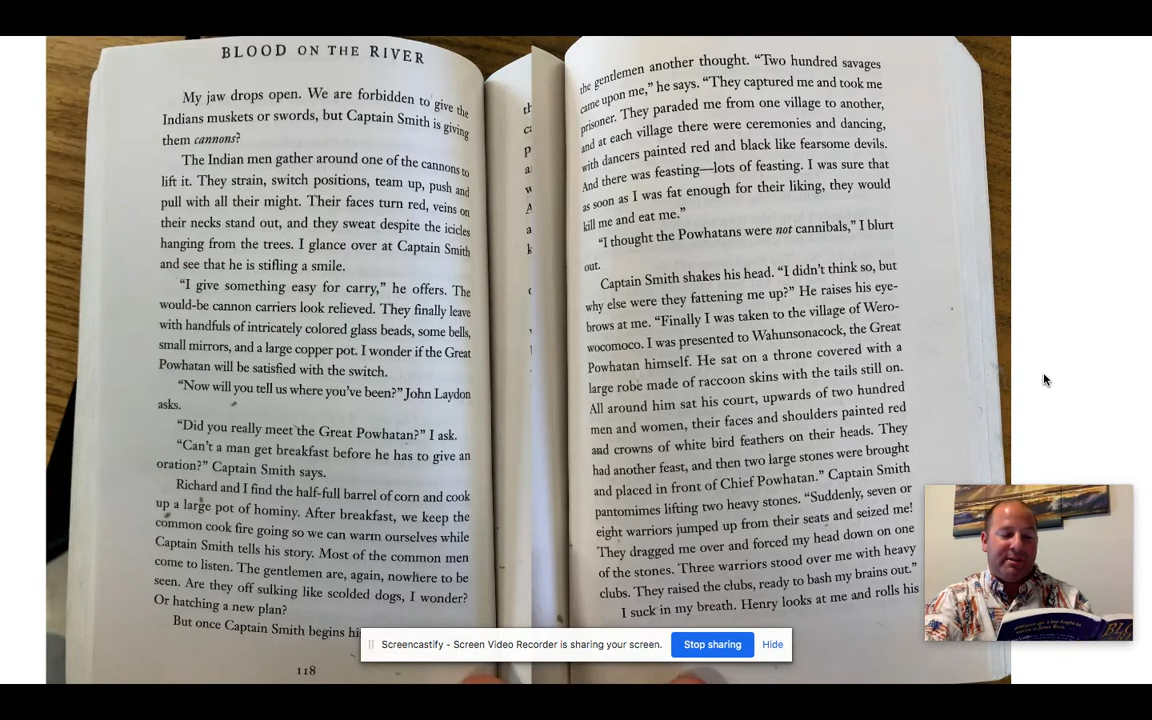 BLOOD ON THE RIVER
My jaw drops open. We are forbidden to give the
Indians muskets or swords, but Captain Smith is giving
them cannons?
The Indian men gather around one of the cannons to
lift it. They strain, switch positions, team up, push and
pull with all their might. Their faces turn red, veins on
their necks stand out, and they sweat despite the icicles
hanging from the trees. I glance over at Captain Smith
and see that he is stifling a smile.
"I give something easy for carry," he offers. The
would-be cannon carriers look relieved. They finally leave
with handfuls of intricately colored glass beads, some bells,
small mirrors, and a large copper pot. I wonder if the Great
Powhatan will be satisfied with the switch.
"Now will you tell us where you've been?" John Laydon
asks.
"Did you really meet the Great Powhatan?" I ask.
"Can't a man get breakfast before he has to give an
oration?" Captain Smith says.
Richard and I find the half-full barrel of corn and cook
up a large pot of hominy. After breakfast, we keep the
common cook fire going so we can warm ourselves while
Captain Smith tells his story. Most of the common men
come to listen. The gentlemen are, again, nowhere to be
seen. Are they off sulking like scolded dogs, I wonder?
Or hatching a new plan?
But once Captain Smith begins
118
the gentlemen another thought. "Two hundred savages
came upon me," he says. "They captured me and took me
prisoner. They paraded me from one village to another,
and at each village there were ceremonies and dancing,
with dancers painted red and black like fearsome devils.
And there was feasting—lots of feasting. I was sure that
as soon as I was fat enough for their liking, they would
kill me and eat me."
"I thought the Powhatans were not cannibals," I blurt
out.
Captain Smith shakes his head. "I didn't think so, but
why else were they fattening me up?" He raises his eye-
brows at me. "Finally I was taken to the village of Wero-
wocomoco. I was presented to Wahunsonacock, the Great
Powhatan himself. He sat on a throne covered with a
large robe made of raccoon skins with the tails still on.
All around him sat his court, upwards of two hundred
men and women, their faces and shoulders painted red
and crowns of white bird feathers on their heads. They
had another feast, and then two large stones were brought
and placed in front of Chief Powhatan." Captain Smith
pantomimes lifting two heavy stones. "Suddenly, seven or
eight warriors jumped up from their seats and seized me!
They dragged me over and forced my head down on one
of the stones. Three warriors stood over me with heavy
clubs. They raised the clubs, ready to bash my brains out."
I suck in my breath. Henry looks at me and rolls his
Screencastify - Screen Video Recorder is sharing your screen.
Stop sharing
Hide